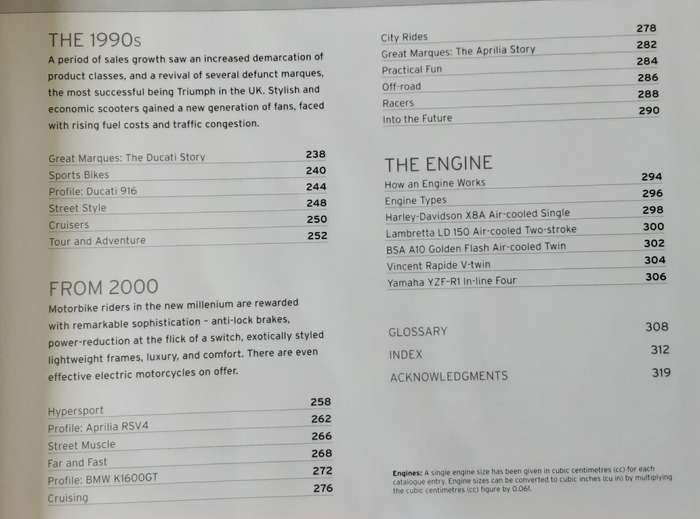 THE 1990s
A period of sales growth saw an increased demarcation of
product classes, and a revival of several defunct marques,
the most successful being Triumph in the UK. Stylish and
economic scooters gained a new generation of fans, faced
with rising fuel costs and traffic congestion.
Great Marques: The Ducati Story 238
Sports Bikes 240
Profile: Ducati 916 244
Street Style 248
Cruisers 250
Tour and Adventure 252
FROM 2000
Motorbike riders in the new millenium are rewarded
with remarkable sophistication – anti-lock brakes,
power-reduction at the flick of a switch, exotically styled
lightweight frames, luxury, and comfort. There are even
effective electric motorcycles on offer.
Hypersport 258
Profile: Aprilia RSV4 262
Street Muscle 266
Far and Fast 268
Profile: BMW K1600GT 272
Cruising 276
City Rides 278
Great Marques: The Aprilia Story 282
Practical Fun 284
Off-road 286
Racers 288
Into the Future 290
THE ENGINE
How an Engine Works 294
Engine Types 296
Harley-Davidson X8A Air-cooled Single 298
Lambretta LD 150 Air-cooled Two-stroke 300
BSA A10 Golden Flash Air-cooled Twin 302
Vincent Rapide V-twin 304
Yamaha YZF-R1 In-line Four 306
GLOSSARY 308
INDEX 312
ACKNOWLEDGMENTS 319
Engines: A single engine size has been given in cubic centimetres (cc) for each
catalogue entry. Engine sizes can be converted to cubic inches (cu in) by multiplying
the cubic centimetres (cc) figure by 0.061.